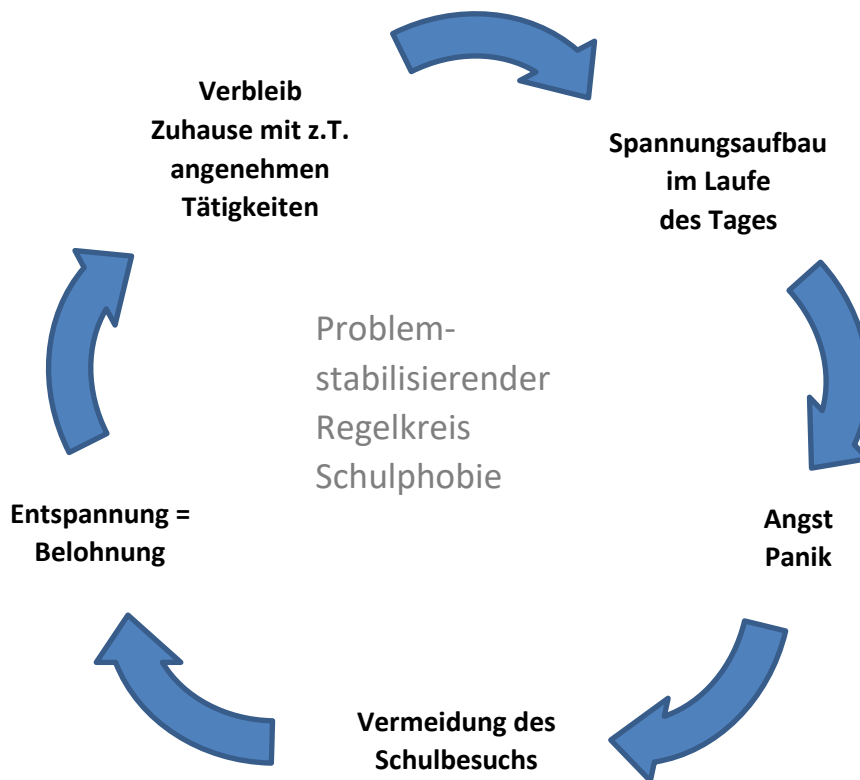 Verbleib
Zuhause mit z.T.
angenehmen
Tätigkeiten
Spannungsaufbau
im Laufe
des Tages
Problem-
stabilisierender
Regelkreis
Schulphobie
Entspannung =
Belohnung
Angst
Panik
Vermeidung des
Schulbesuchs